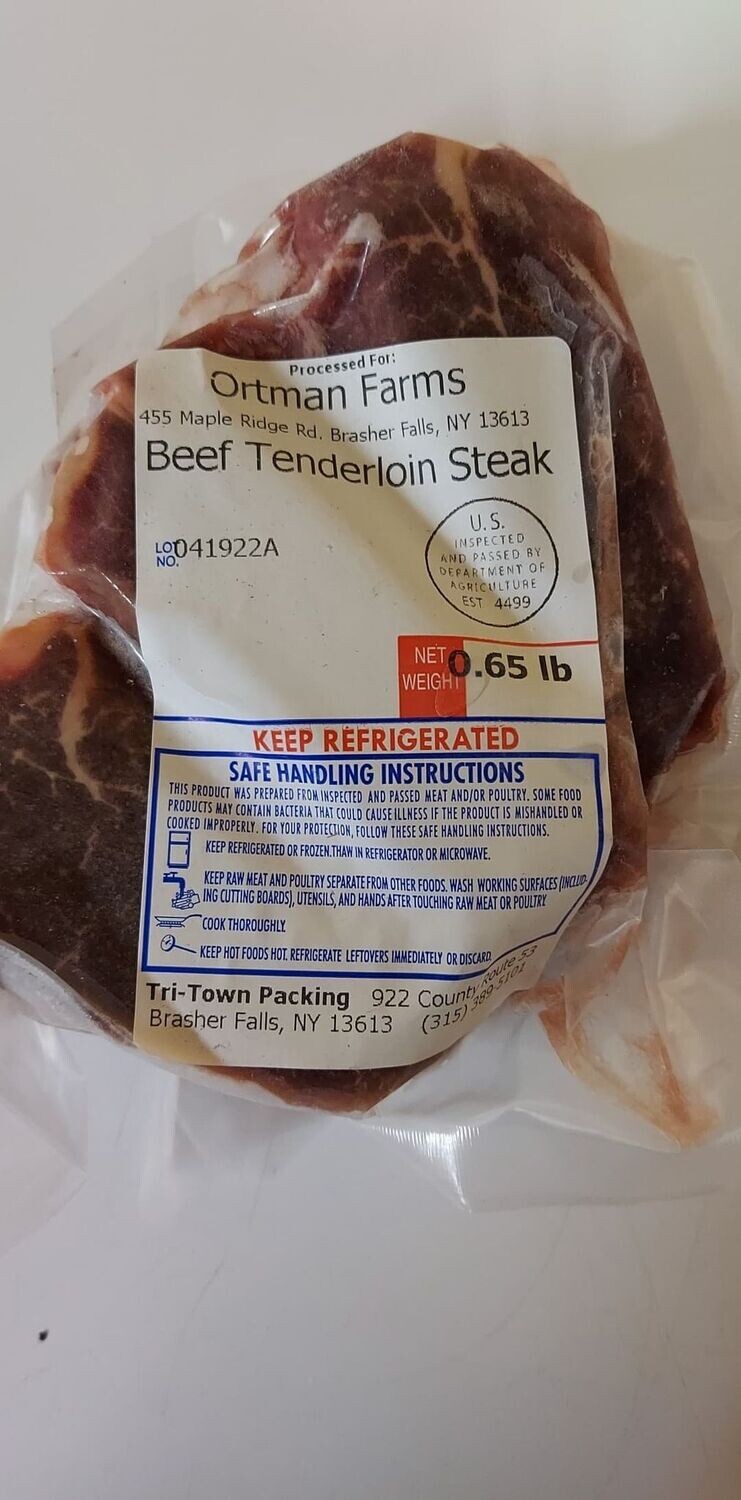 Processed For:
Ortman Farms
455 Maple Ridge Rd, Brasher Falls, NY 13613
Beef Tenderloin Steak
LOT NO. 041922A
U.S.
INSPECTED
AND PASSED BY
DEPARTMENT OF
AGRICULTURE
EST 4499
NET WEIGHT 0.65 lb
KEEP REFRIGERATED
SAFE HANDLING INSTRUCTIONS
THIS PRODUCT WAS PREPARED FROM INSPECTED AND PASSED MEAT AND/OR POULTRY. SOME FOOD
PRODUCTS MAY CONTAIN BACTERIA THAT COULD CAUSE ILLNESS IF THE PRODUCT IS MISHANDLED OR
COOKED IMPROPERLY. FOR YOUR PROTECTION, FOLLOW THESE SAFE HANDLING INSTRUCTIONS.
KEEP REFRIGERATED OR FROZEN. THAW IN REFRIGERATOR OR MICROWAVE.
KEEP RAW MEAT AND POULTRY SEPARATE FROM OTHER FOODS. WASH WORKING SURFACES (INCLUD-
ING CUTTING BOARDS), UTENSILS, AND HANDS AFTER TOUCHING RAW MEAT OR POULTRY.
COOK THOROUGHLY.
KEEP HOT FOODS HOT. REFRIGERATE LEFTOVERS IMMEDIATELY OR DISCARD.
Tri-Town Packing 922 County Route 53
Brasher Falls, NY 13613 (315) 389-5101